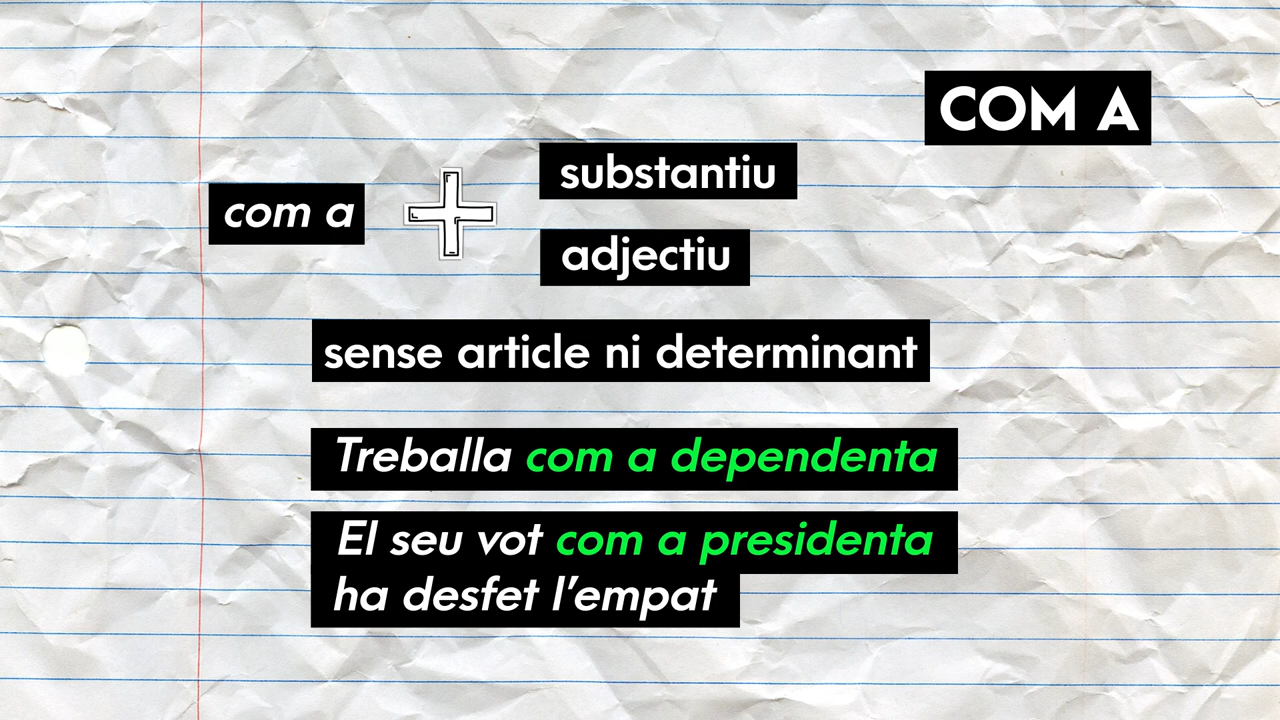 COM A
com a
substantiu
adjectiu
sense article ni determinant
Treballa com a dependenta
El seu vot com a presidenta
ha desfet l'empat